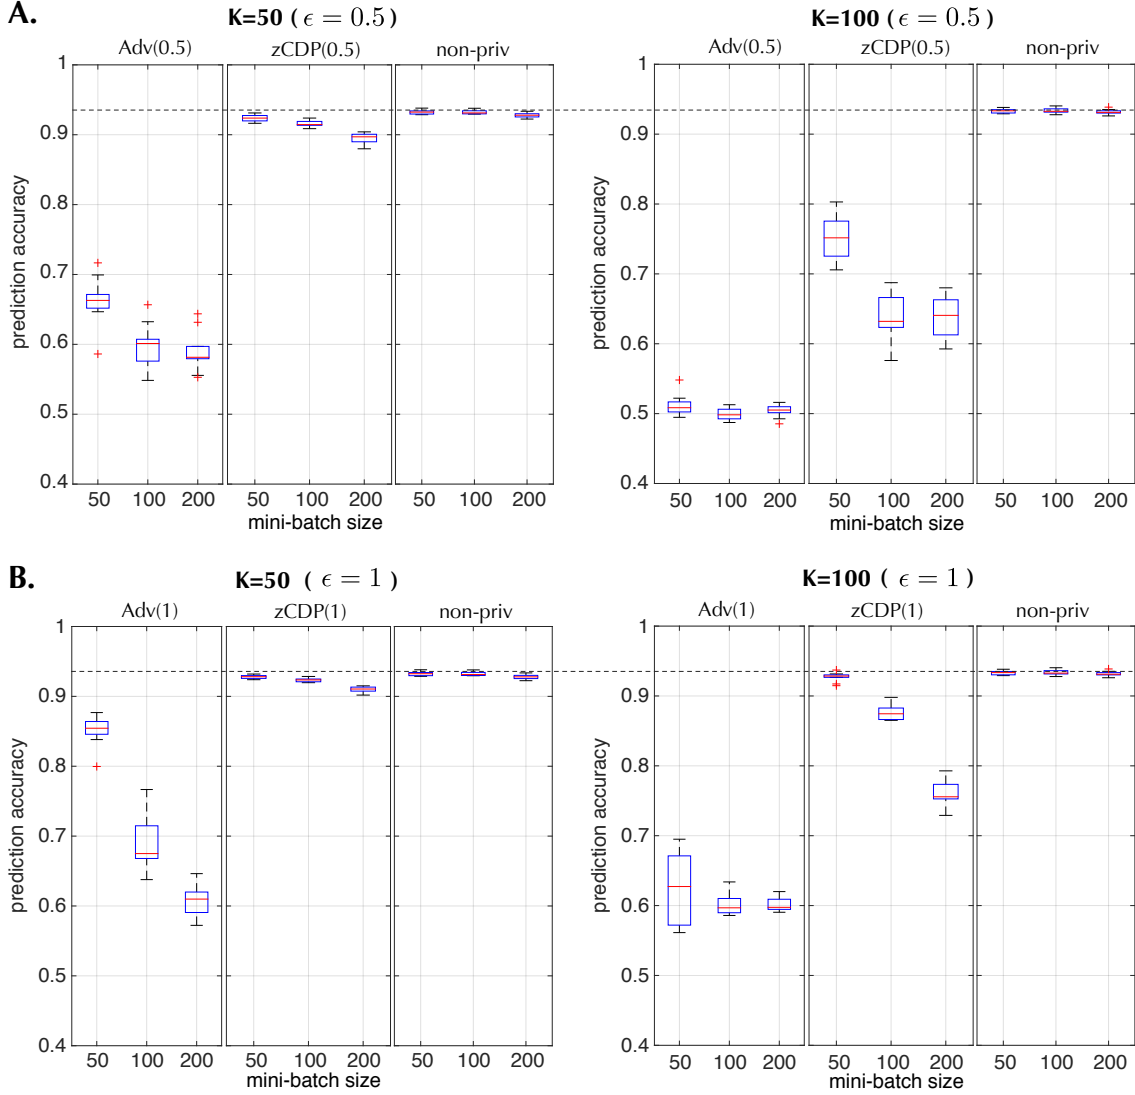 A.
K=50 ( ϵ = 0.5 )
K=100 ( ϵ = 0.5 )
Adv(0.5) zCDP(0.5) non-priv
Adv(0.5) zCDP(0.5) non-priv
prediction accuracy
1
0.9
0.8
0.7
0.6
0.5
0.4
50 100 200 50 100 200 50 100 200
mini-batch size
prediction accuracy
1
0.9
0.8
0.7
0.6
0.5
0.4
50 100 200 50 100 200 50 100 200
mini-batch size
B.
K=50 ( ϵ = 1 )
K=100 ( ϵ = 1 )
Adv(1) zCDP(1) non-priv
Adv(1) zCDP(1) non-priv
prediction accuracy
1
0.9
0.8
0.7
0.6
0.5
0.4
50 100 200 50 100 200 50 100 200
mini-batch size
prediction accuracy
1
0.9
0.8
0.7
0.6
0.5
0.4
50 100 200 50 100 200 50 100 200
mini-batch size